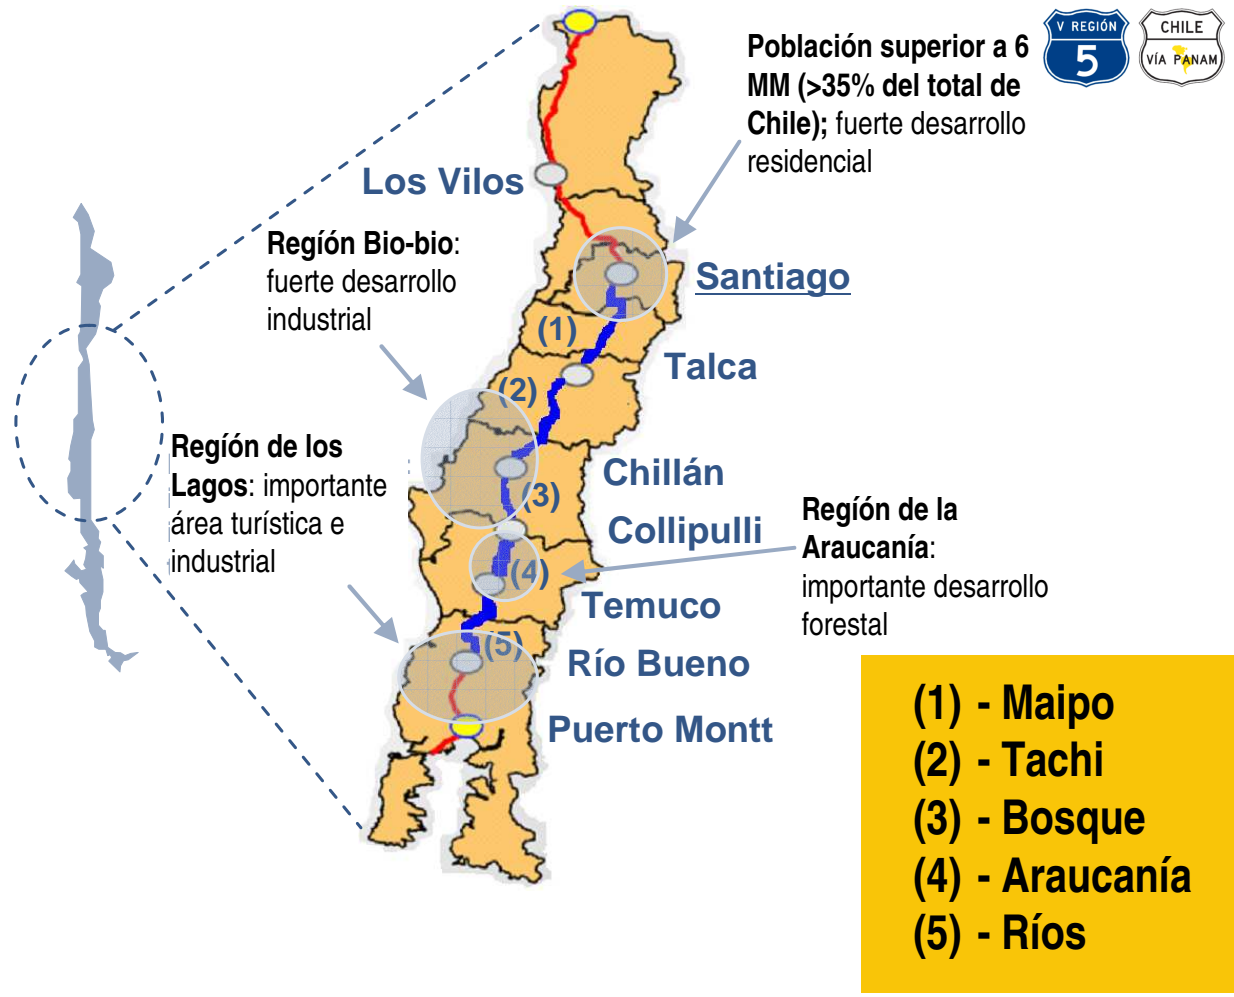 Población superior a 6
MM (>35% del total de
Chile); fuerte desarrollo
residencial
V REGIÓN
5
CHILE
VÍA PANAM
Los Vilos
Regíón Bio-bio:
fuerte desarrollo
industrial
Santiago
(1)
Talca
(2)
Regíón de los
Lagos: importante
área turística e
industrial
Chillán
(3)
Collipulli
Regíón de la
Araucanía:
importante desarrollo
forestal
(4)
Temuco
(5)
Río Bueno
Puerto Montt
(1) - Maipo
(2) - Tachi
(3) - Bosque
(4) - Araucanía
(5) - Ríos